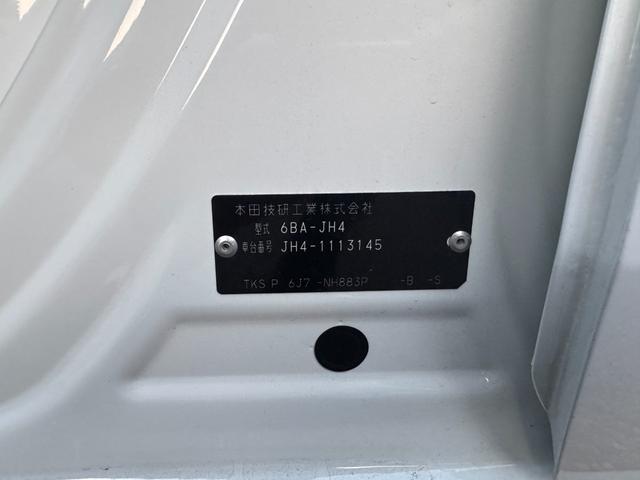 本田技研工業株式会社
型式 6BA-JH4
車台番号 JH4-1113145
TKS P 6J7 -NH883P -B -S